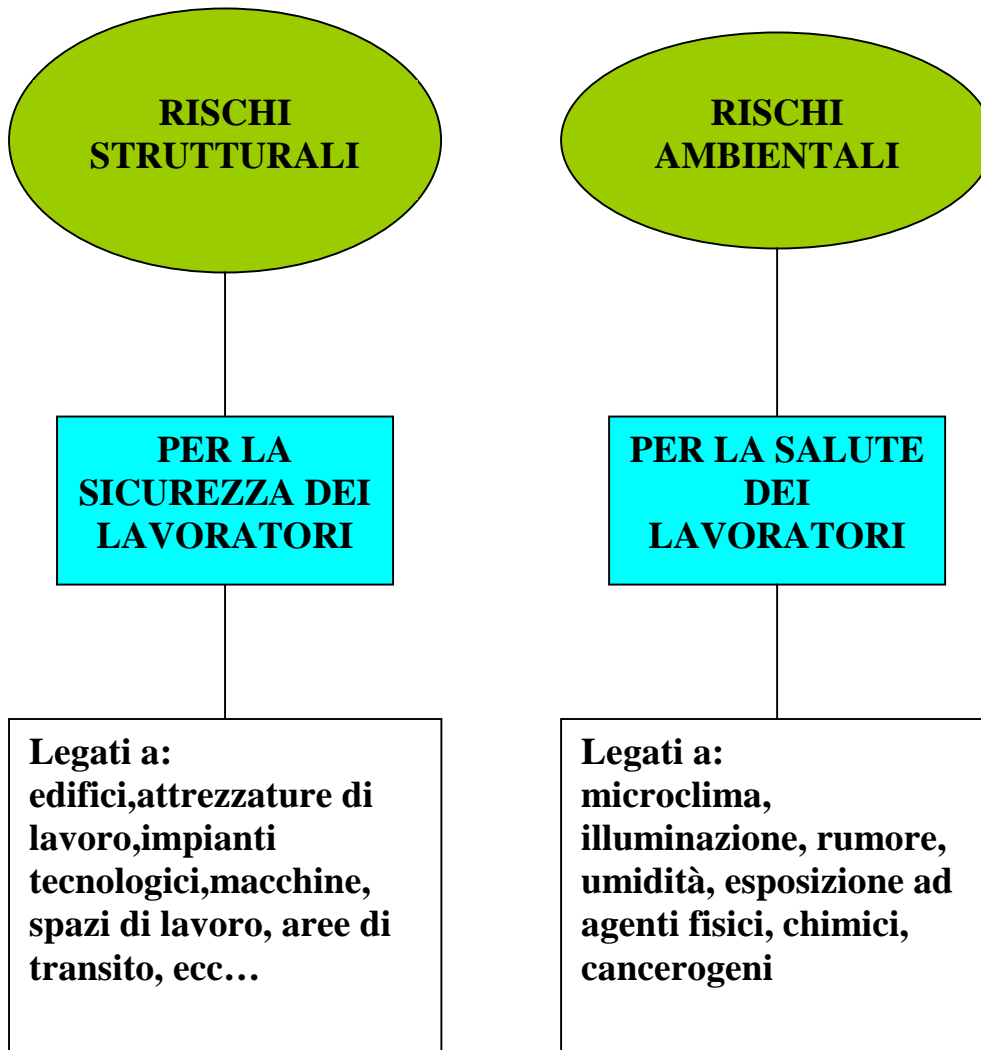 RISCHI
STRUTTURALI
RISCHI
AMBIENTALI
PER LA
SICUREZZA DEI
LAVORATORI
PER LA SALUTE
DEI
LAVORATORI
Legati a:
edifici,attrezzature di
lavoro,impianti
tecnologici,macchine,
spazi di lavoro, aree di
transito, ecc…
Legati a:
microclima,
illuminazione, rumore,
umidità, esposizione ad
agenti fisici, chimici,
cancerogeni